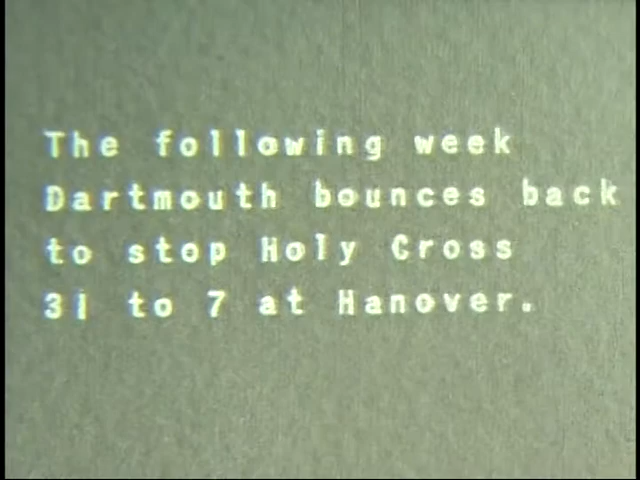 The following week
Dartmouth bounces back
to stop Holy Cross
31 to 7 at Hanover.